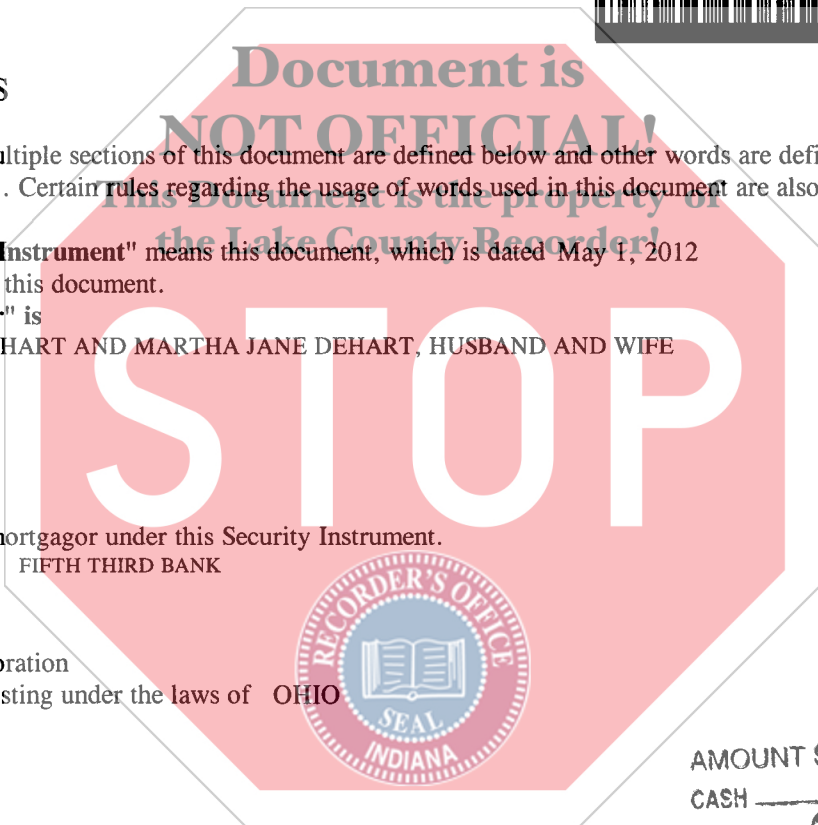 S
Document is
NOT OFFICIAL!
ultiple sections of this document are defined below and other words are defi
. Certain rules regarding the usage of words used in this document are also
This Document is the property of
the Lake County Recorder!
Instrument" means this document, which is dated May 1, 2012
this document.
" is
HART AND MARTHA JANE DEHART, HUSBAND AND WIFE
STOP
ortgagor under this Security Instrument.
FIFTH THIRD BANK
RECORDER'S OFFICE
SEAL
INDIANA
oration
sting under the laws of OHIO
AMOUNT $
CASH